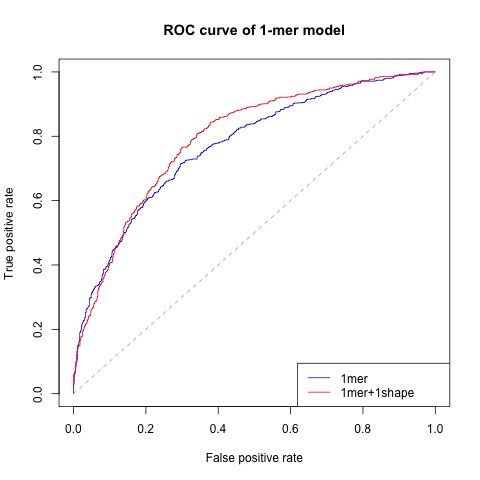 ROC curve of 1-mer model
True positive rate
1.0
0.8
0.6
0.4
0.2
0.0
0.0 0.2 0.4 0.6 0.8 1.0
False positive rate
1mer
1mer+1shape